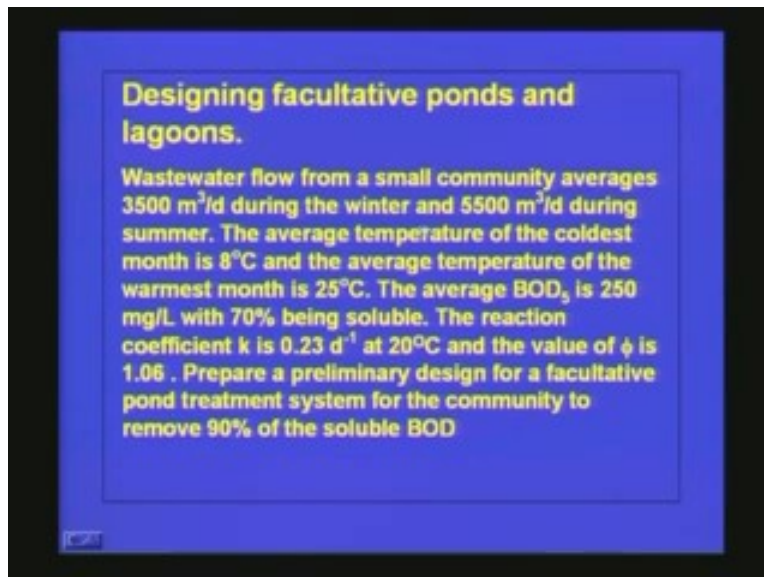 Designing facultative ponds and
lagoons.
Wastewater flow from a small community averages
3500 m³/d during the winter and 5500 m³/d during
summer. The average temperature of the coldest
month is 8°C and the average temperature of the
warmest month is 25°C. The average BOD₅ is 250
mg/L with 70% being soluble. The reaction
coefficient k is 0.23 d⁻¹ at 20°C and the value of ϕ is
1.06 . Prepare a preliminary design for a facultative
pond treatment system for the community to
remove 90% of the soluble BOD